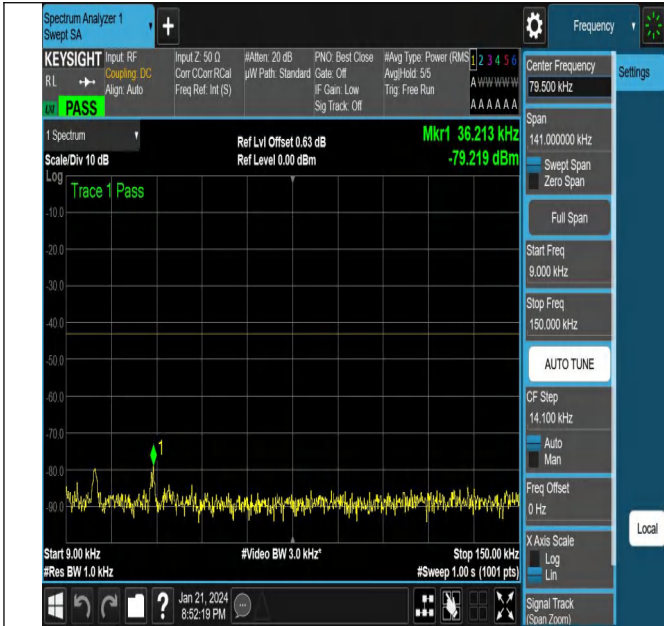 Spectrum Analyzer 1
Swept SA
Frequency
KEYSIGHT
RL
Input: RF
Coupling: DC
Align: Auto
Input Z: 50 Ω
Corr CCorr RCal
Freq Ref: Int (S)
#Atten: 20 dB
µW Path: Standard
PNO: Best Close
Gate: Off
IF Gain: Low
Sig Track: Off
#Avg Type: Power (RMS
Avg|Hold: 5/5
Trig: Free Run
1 2 3 4 5 6
A W W W W W
A A A A A A
LXI
PASS
1 Spectrum
Scale/Div 10 dB
Ref Lvl Offset 0.63 dB
Ref Level 0.00 dBm
Mkr1 36.213 kHz
-79.219 dBm
Log
Trace 1 Pass
-10.0
-20.0
-30.0
-40.0
-50.0
-60.0
-70.0
-80.0
-90.0
1
Start 9.00 kHz
#Res BW 1.0 kHz
#Video BW 3.0 kHz*
Stop 150.00 kHz
#Sweep 1.00 s (1001 pts)
?
Jan 21, 2024
8:52:19 PM
Center Frequency
79.500 kHz
Settings
Span
141.000000 kHz
Swept Span
Zero Span
Full Span
Start Freq
9.000 kHz
Stop Freq
150.000 kHz
AUTO TUNE
CF Step
14.100 kHz
Auto
Man
Freq Offset
0 Hz
X Axis Scale
Log
Lin
Local
Signal Track
(Span Zoom)